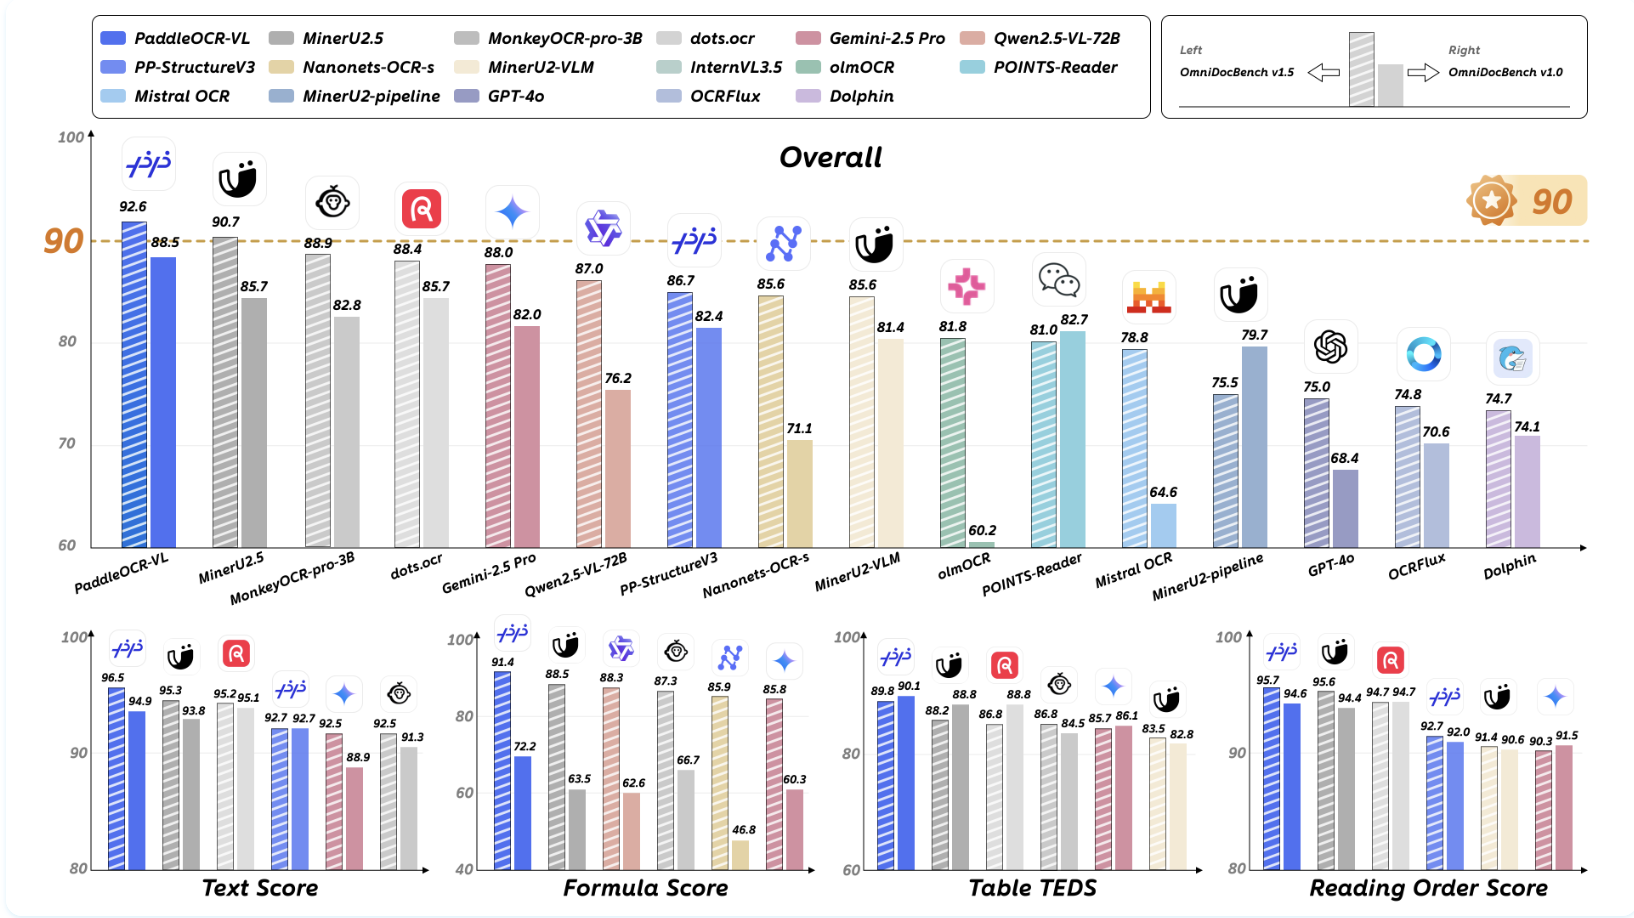 PaddleOCR-VL MinerU2.5 MonkeyOCR-pro-3B dots.ocr Gemini-2.5 Pro Qwen2.5-VL-72B
PP-StructureV3 Nanonets-OCR-s MinerU2-VLM InternVL3.5 olmOCR POINTS-Reader
Mistral OCR MinerU2-pipeline GPT-4o OCRFlux Dolphin
Left Right
OmniDocBench v1.5 OmniDocBench v1.0
Overall
100
90
80
70
60
90
92.6 88.5
90.7 85.7
88.9 82.8
88.4 85.7
88.0 82.0
87.0 76.2
86.7 82.4
85.6 71.1
85.6 81.4
81.8 60.2
81.0 82.7
78.8 64.6
75.5 79.7
75.0 68.4
74.8 70.6
74.7 74.1
PaddleOCR-VL
MinerU2.5
MonkeyOCR-pro-3B
dots.ocr
Gemini-2.5 Pro
Qwen2.5-VL-72B
PP-StructureV3
Nanonets-OCR-s
MinerU2-VLM
olmOCR
POINTS-Reader
Mistral OCR
MinerU2-pipeline
GPT-4o
OCRFlux
Dolphin
100
90
80
96.5 94.9
95.3 93.8
95.2 95.1
92.7 92.7
92.5 88.9
92.5 91.3
Text Score
100
80
60
40
91.4 72.2
88.5 63.5
88.3 62.6
87.3 66.7
85.9 46.8
85.8 60.3
Formula Score
100
80
60
89.8 90.1
88.2 88.8
86.8 88.8
86.8 84.5
85.7 86.1
83.5 82.8
Table TEDS
100
90
80
95.7 94.6
95.6 94.4
94.7 94.7
92.7 92.0
91.4 90.6
90.3 91.5
Reading Order Score